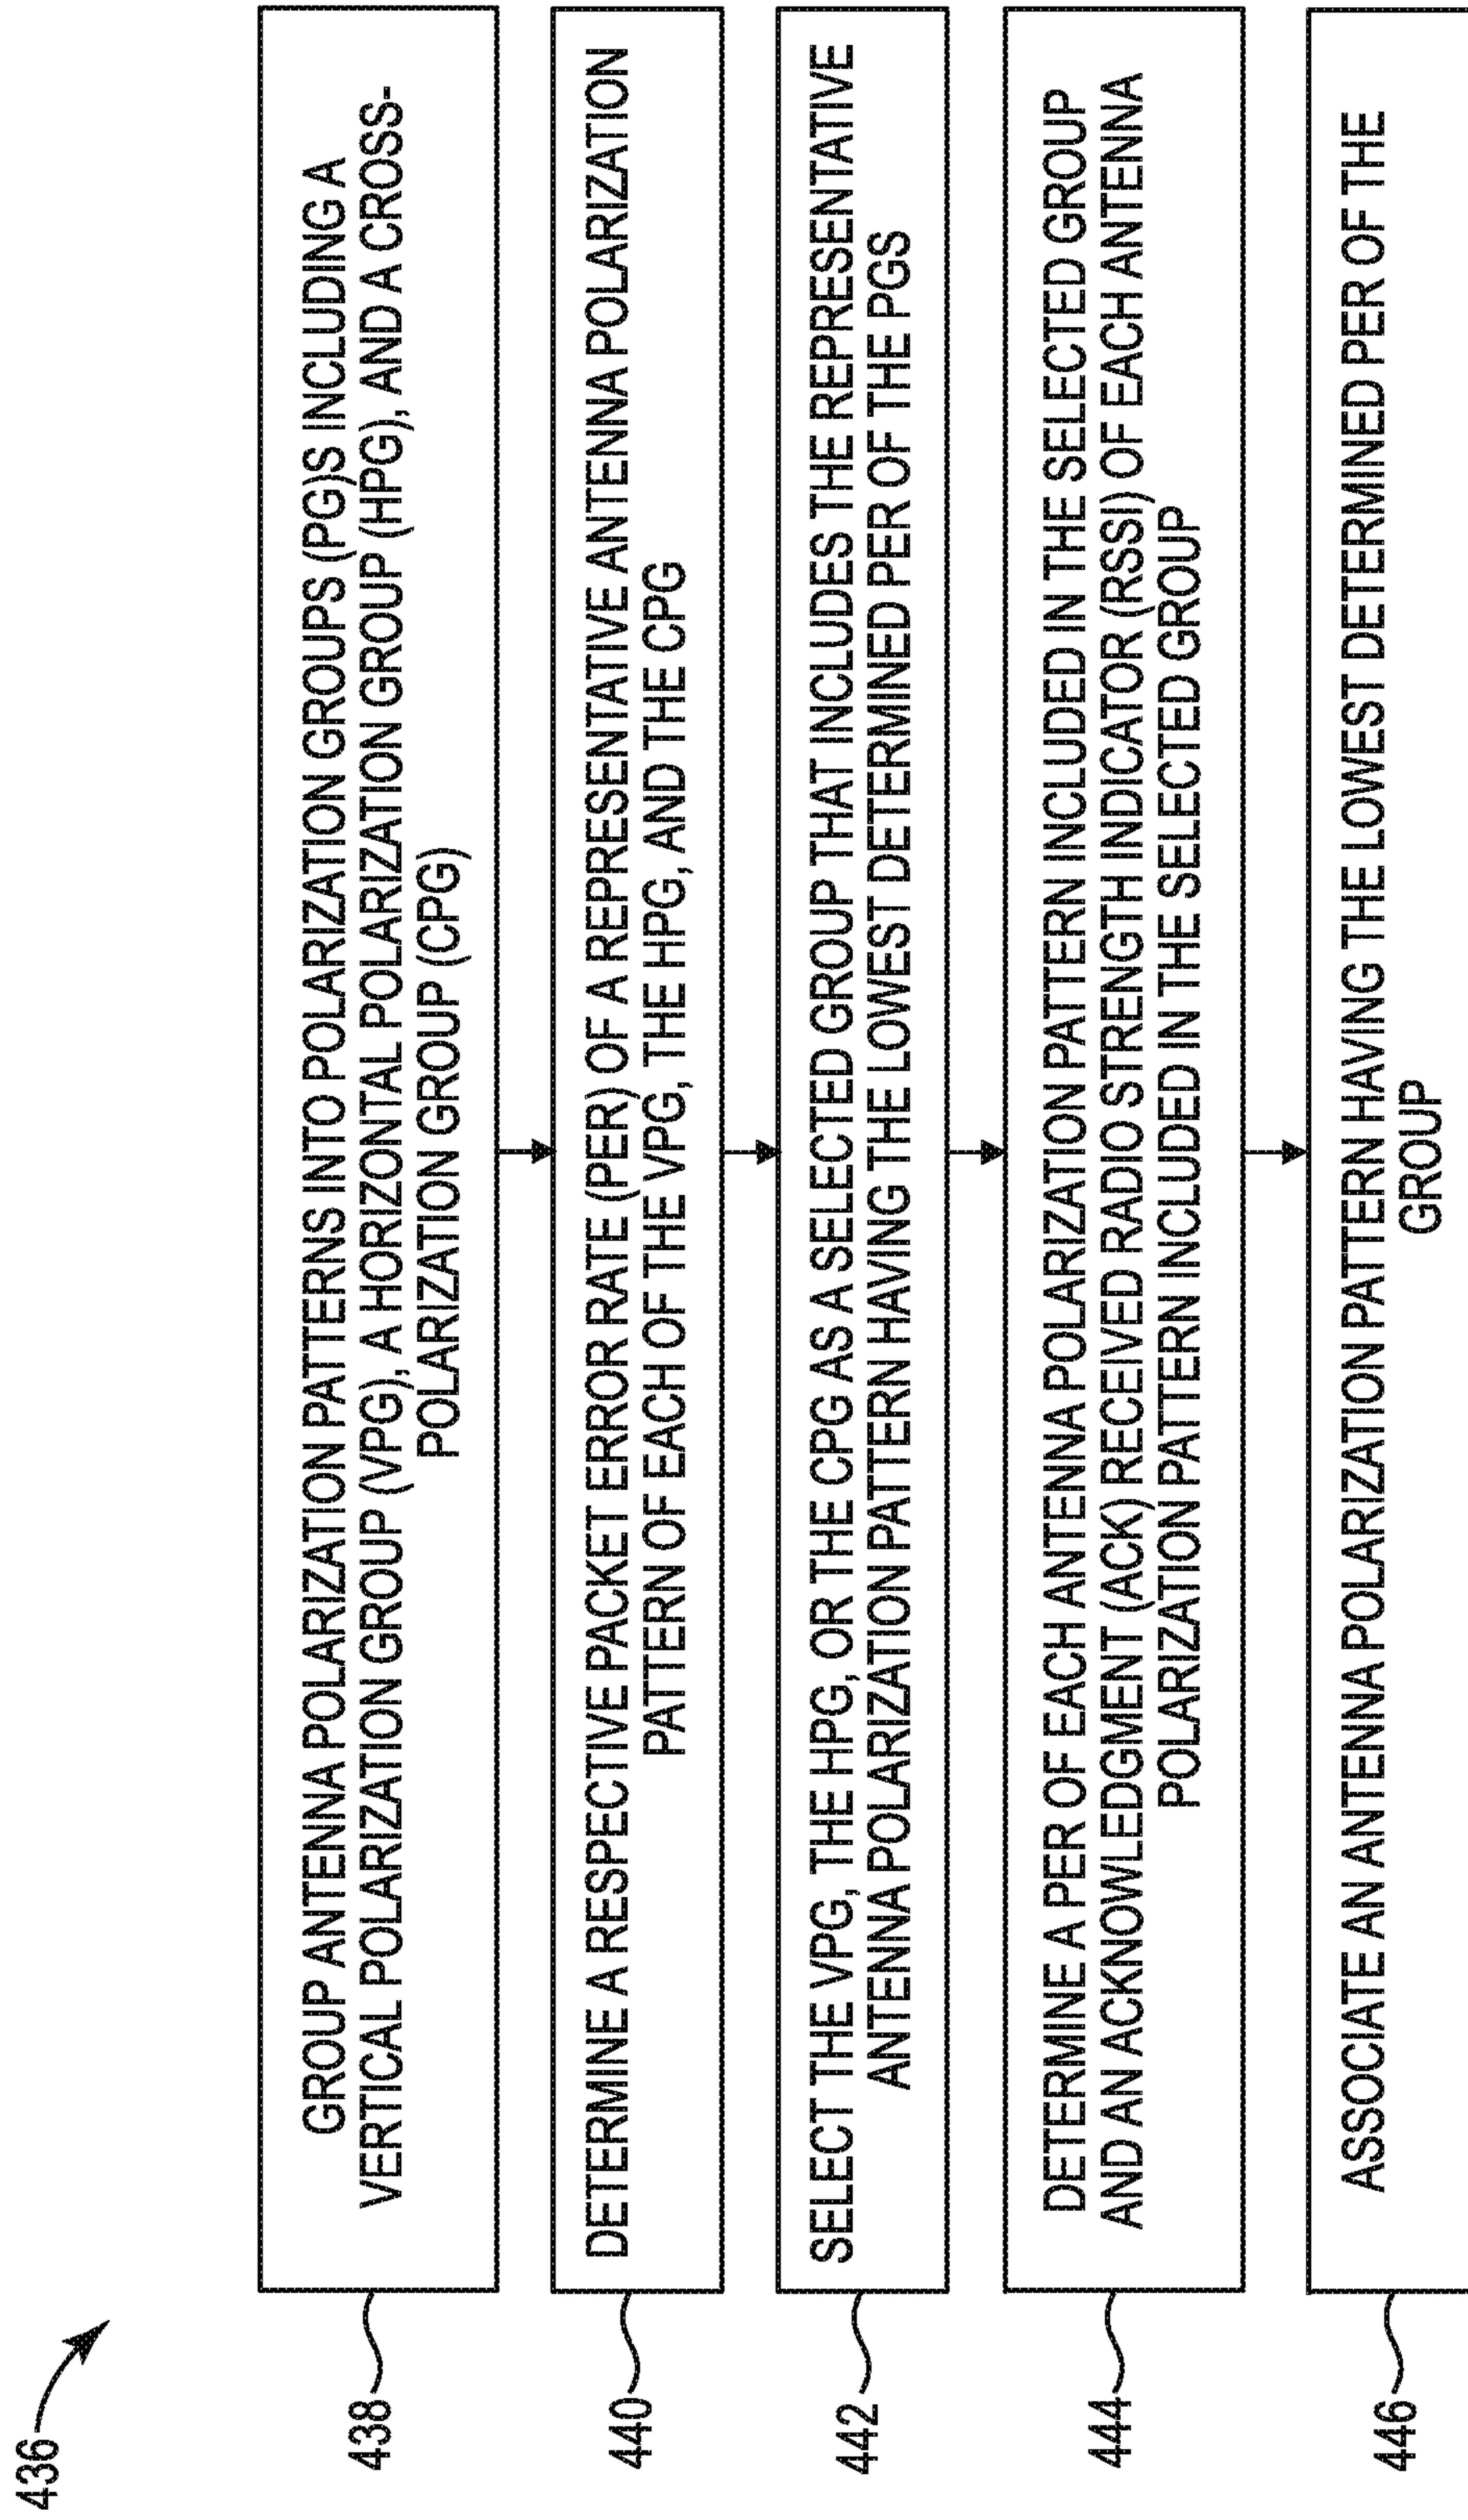 436
438
GROUP ANTENNA POLARIZATION PATTERNS INTO POLARIZATION GROUPS (PG)S INCLUDING A
VERTICAL POLARIZATION GROUP (VPG), A HORIZONTAL POLARIZATION GROUP (HPG), AND A CROSS-
POLARIZATION GROUP (CPG)
440
DETERMINE A RESPECTIVE PACKET ERROR RATE (PER) OF A REPRESENTATIVE ANTENNA POLARIZATION
PATTERN OF EACH OF THE VPG, THE HPG, AND THE CPG
442
SELECT THE VPG, THE HPG, OR THE CPG AS A SELECTED GROUP THAT INCLUDES THE REPRESENTATIVE
ANTENNA POLARIZATION PATTERN HAVING THE LOWEST DETERMINED PER OF THE PGS
444
DETERMINE A PER OF EACH ANTENNA POLARIZATION PATTERN INCLUDED IN THE SELECTED GROUP
AND AN ACKNOWLEDGMENT (ACK) RECEIVED RADIO STRENGTH INDICATOR (RSSI) OF EACH ANTENNA
POLARIZATION PATTERN INCLUDED IN THE SELECTED GROUP
446
ASSOCIATE AN ANTENNA POLARIZATION PATTERN HAVING THE LOWEST DETERMINED PER OF THE
GROUP